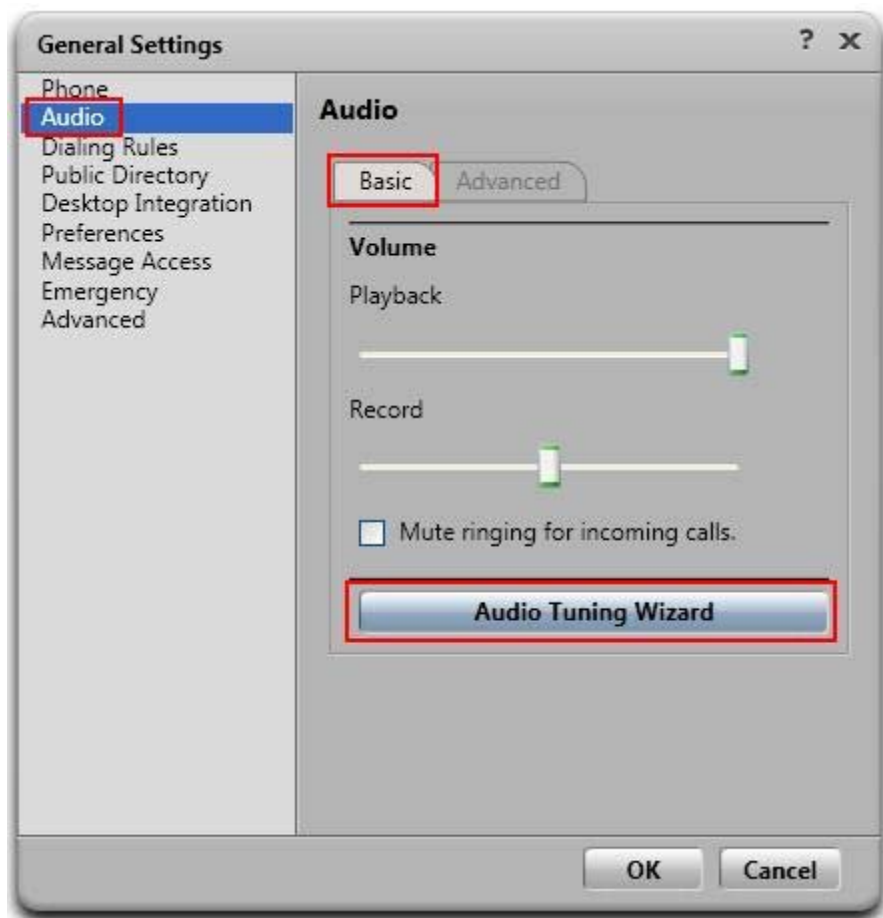 General Settings
? x
Phone
Audio
Dialing Rules
Public Directory
Desktop Integration
Preferences
Message Access
Emergency
Advanced
Audio
Basic Advanced
Volume
Playback
Record
Mute ringing for incoming calls.
Audio Tuning Wizard
OK Cancel